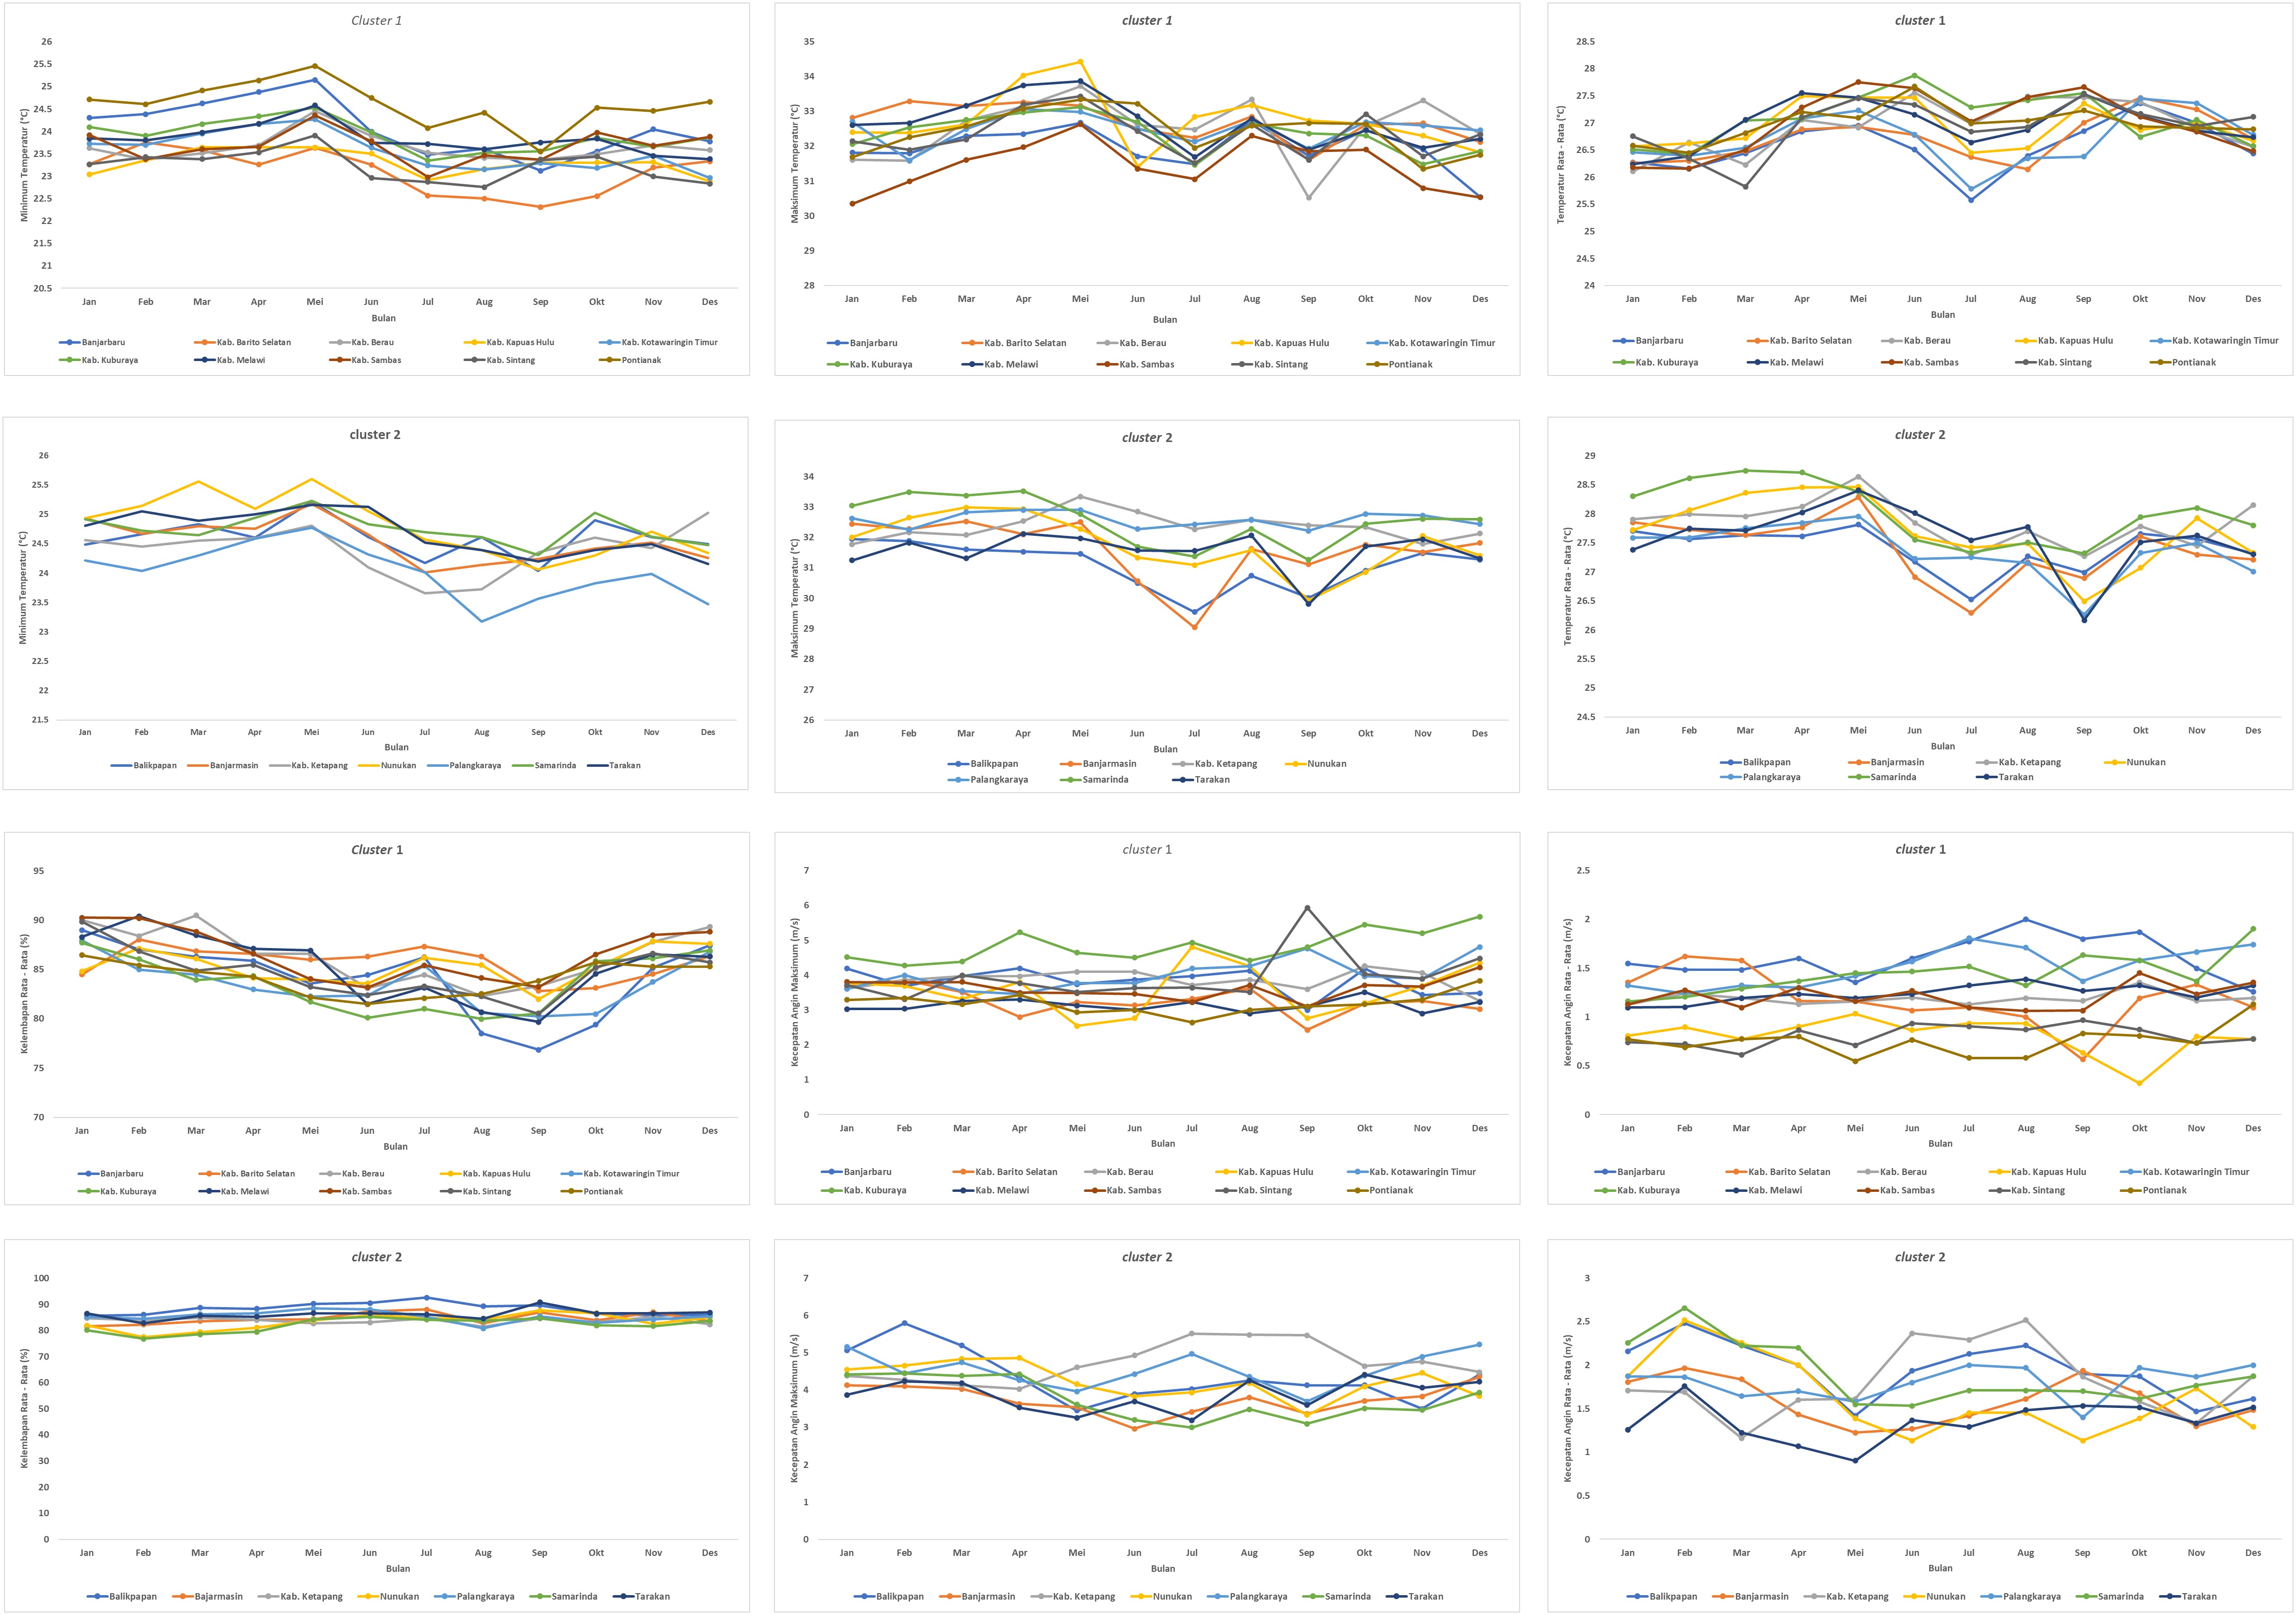 Cluster 1
Minimum Temperatur (°C)
26
25.5
25
24.5
24
23.5
23
22.5
22
21.5
21
20.5
Jan Feb Mar Apr Mei Jun Jul Aug Sep Okt Nov Des
Bulan
Banjarbaru Kab. Barito Selatan Kab. Berau Kab. Kapuas Hulu Kab. Kotawaringin Timur
Kab. Kuburaya Kab. Melawi Kab. Sambas Kab. Sintang Pontianak
cluster 1
Maksimum Temperatur (°C)
35
34
33
32
31
30
29
28
Jan Feb Mar Apr Mei Jun Jul Aug Sep Okt Nov Des
Bulan
Banjarbaru Kab. Barito Selatan Kab. Berau Kab. Kapuas Hulu Kab. Kotawaringin Timur
Kab. Kuburaya Kab. Melawi Kab. Sambas Kab. Sintang Pontianak
cluster 1
Temperatur Rata - Rata (°C)
28.5
28
27.5
27
26.5
26
25.5
25
24.5
24
Jan Feb Mar Apr Mei Jun Jul Aug Sep Okt Nov Des
Bulan
Banjarbaru Kab. Barito Selatan Kab. Berau Kab. Kapuas Hulu Kab. Kotawaringin Timur
Kab. Kuburaya Kab. Melawi Kab. Sambas Kab. Sintang Pontianak
cluster 2
Minimum Temperatur (°C)
26
25.5
25
24.5
24
23.5
23
22.5
22
21.5
Jan Feb Mar Apr Mei Jun Jul Aug Sep Okt Nov Des
Bulan
Balikpapan Banjarmasin Kab. Ketapang Nunukan Palangkaraya Samarinda Tarakan
cluster 2
Maksimum Temperatur (°C)
34
33
32
31
30
29
28
27
26
Jan Feb Mar Apr Mei Jun Jul Aug Sep Okt Nov Des
Bulan
Balikpapan Banjarmasin Kab. Ketapang Nunukan
Palangkaraya Samarinda Tarakan
cluster 2
Temperatur Rata - Rata (°C)
29
28.5
28
27.5
27
26.5
26
25.5
25
24.5
Jan Feb Mar Apr Mei Jun Jul Aug Sep Okt Nov Des
Bulan
Balikpapan Banjarmasin Kab. Ketapang Nunukan
Palangkaraya Samarinda Tarakan
Cluster 1
Kelembapan Rata - Rata (%)
95
90
85
80
75
70
Jan Feb Mar Apr Mei Jun Jul Aug Sep Okt Nov Des
Bulan
Banjarbaru Kab. Barito Selatan Kab. Berau Kab. Kapuas Hulu Kab. Kotawaringin Timur
Kab. Kuburaya Kab. Melawi Kab. Sambas Kab. Sintang Pontianak
cluster 1
Kecepatan Angin Maksimum (m/s)
7
6
5
4
3
2
1
0
Jan Feb Mar Apr Mei Jun Jul Aug Sep Okt Nov Des
Bulan
Banjarbaru Kab. Barito Selatan Kab. Berau Kab. Kapuas Hulu Kab. Kotawaringin Timur
Kab. Kuburaya Kab. Melawi Kab. Sambas Kab. Sintang Pontianak
cluster 1
Kecepatan Angin Rata - Rata (m/s)
2.5
2
1.5
1
0.5
0
Jan Feb Mar Apr Mei Jun Jul Aug Sep Okt Nov Des
Bulan
Banjarbaru Kab. Barito Selatan Kab. Berau Kab. Kapuas Hulu Kab. Kotawaringin Timur
Kab. Kuburaya Kab. Melawi Kab. Sambas Kab. Sintang Pontianak
cluster 2
Kelembapan Rata - Rata (%)
100
90
80
70
60
50
40
30
20
10
0
Jan Feb Mar Apr Mei Jun Jul Aug Sep Okt Nov Des
Bulan
Balikpapan Bajarmasin Kab. Ketapang Nunukan Palangkaraya Samarinda Tarakan
cluster 2
Kecepatan Angin Maksimum (m/s)
7
6
5
4
3
2
1
0
Jan Feb Mar Apr Mei Jun Jul Aug Sep Okt Nov Des
Bulan
Balikpapan Banjarmasin Kab. Ketapang Nunukan Palangkaraya Samarinda Tarakan
cluster 2
Kecepatan Angin Rata - Rata (m/s)
3
2.5
2
1.5
1
0.5
0
Jan Feb Mar Apr Mei Jun Jul Aug Sep Okt Nov Des
Bulan
Balikpapan Banjarmasin Kab. Ketapang Nunukan Palangkaraya Samarinda Tarakan